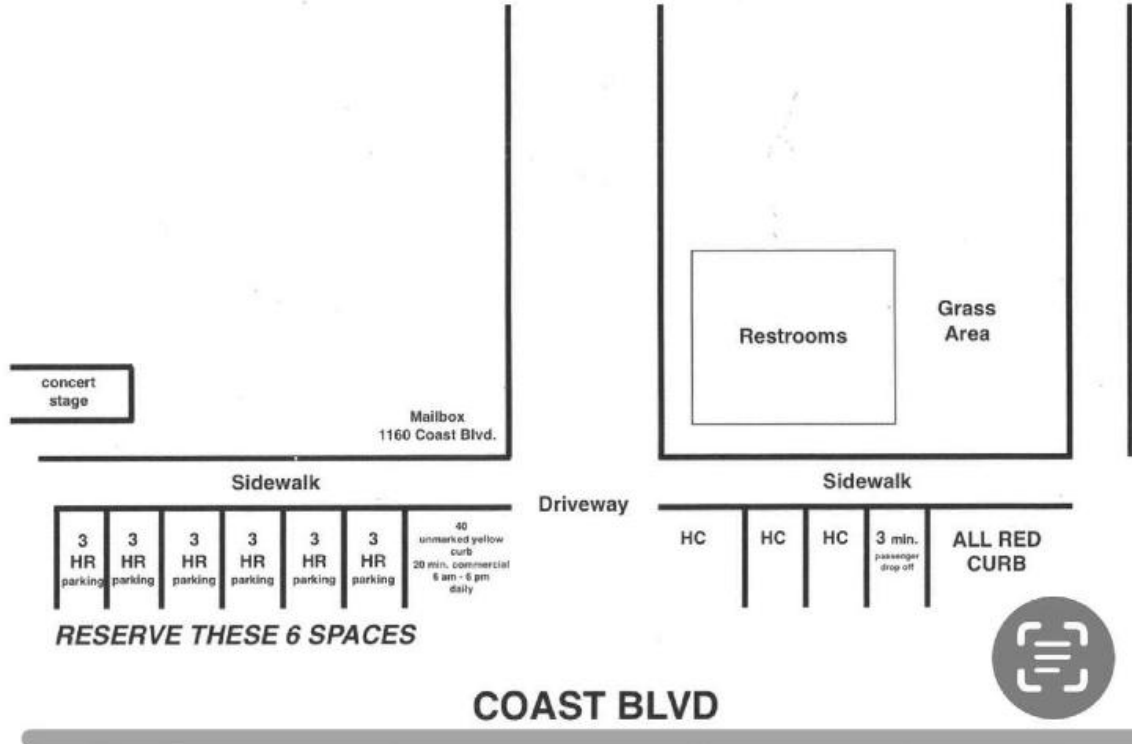 concert
stage
Mailbox
1160 Coast Blvd.
Restrooms
Grass
Area
Sidewalk
Sidewalk
Driveway
3
HR
parking
3
HR
parking
3
HR
parking
3
HR
parking
3
HR
parking
3
HR
parking
40
unmarked yellow
curb
20 min. commercial
6 am - 6 pm
daily
HC
HC
HC
3 min.
passenger
drop off
ALL RED
CURB
RESERVE THESE 6 SPACES
COAST BLVD